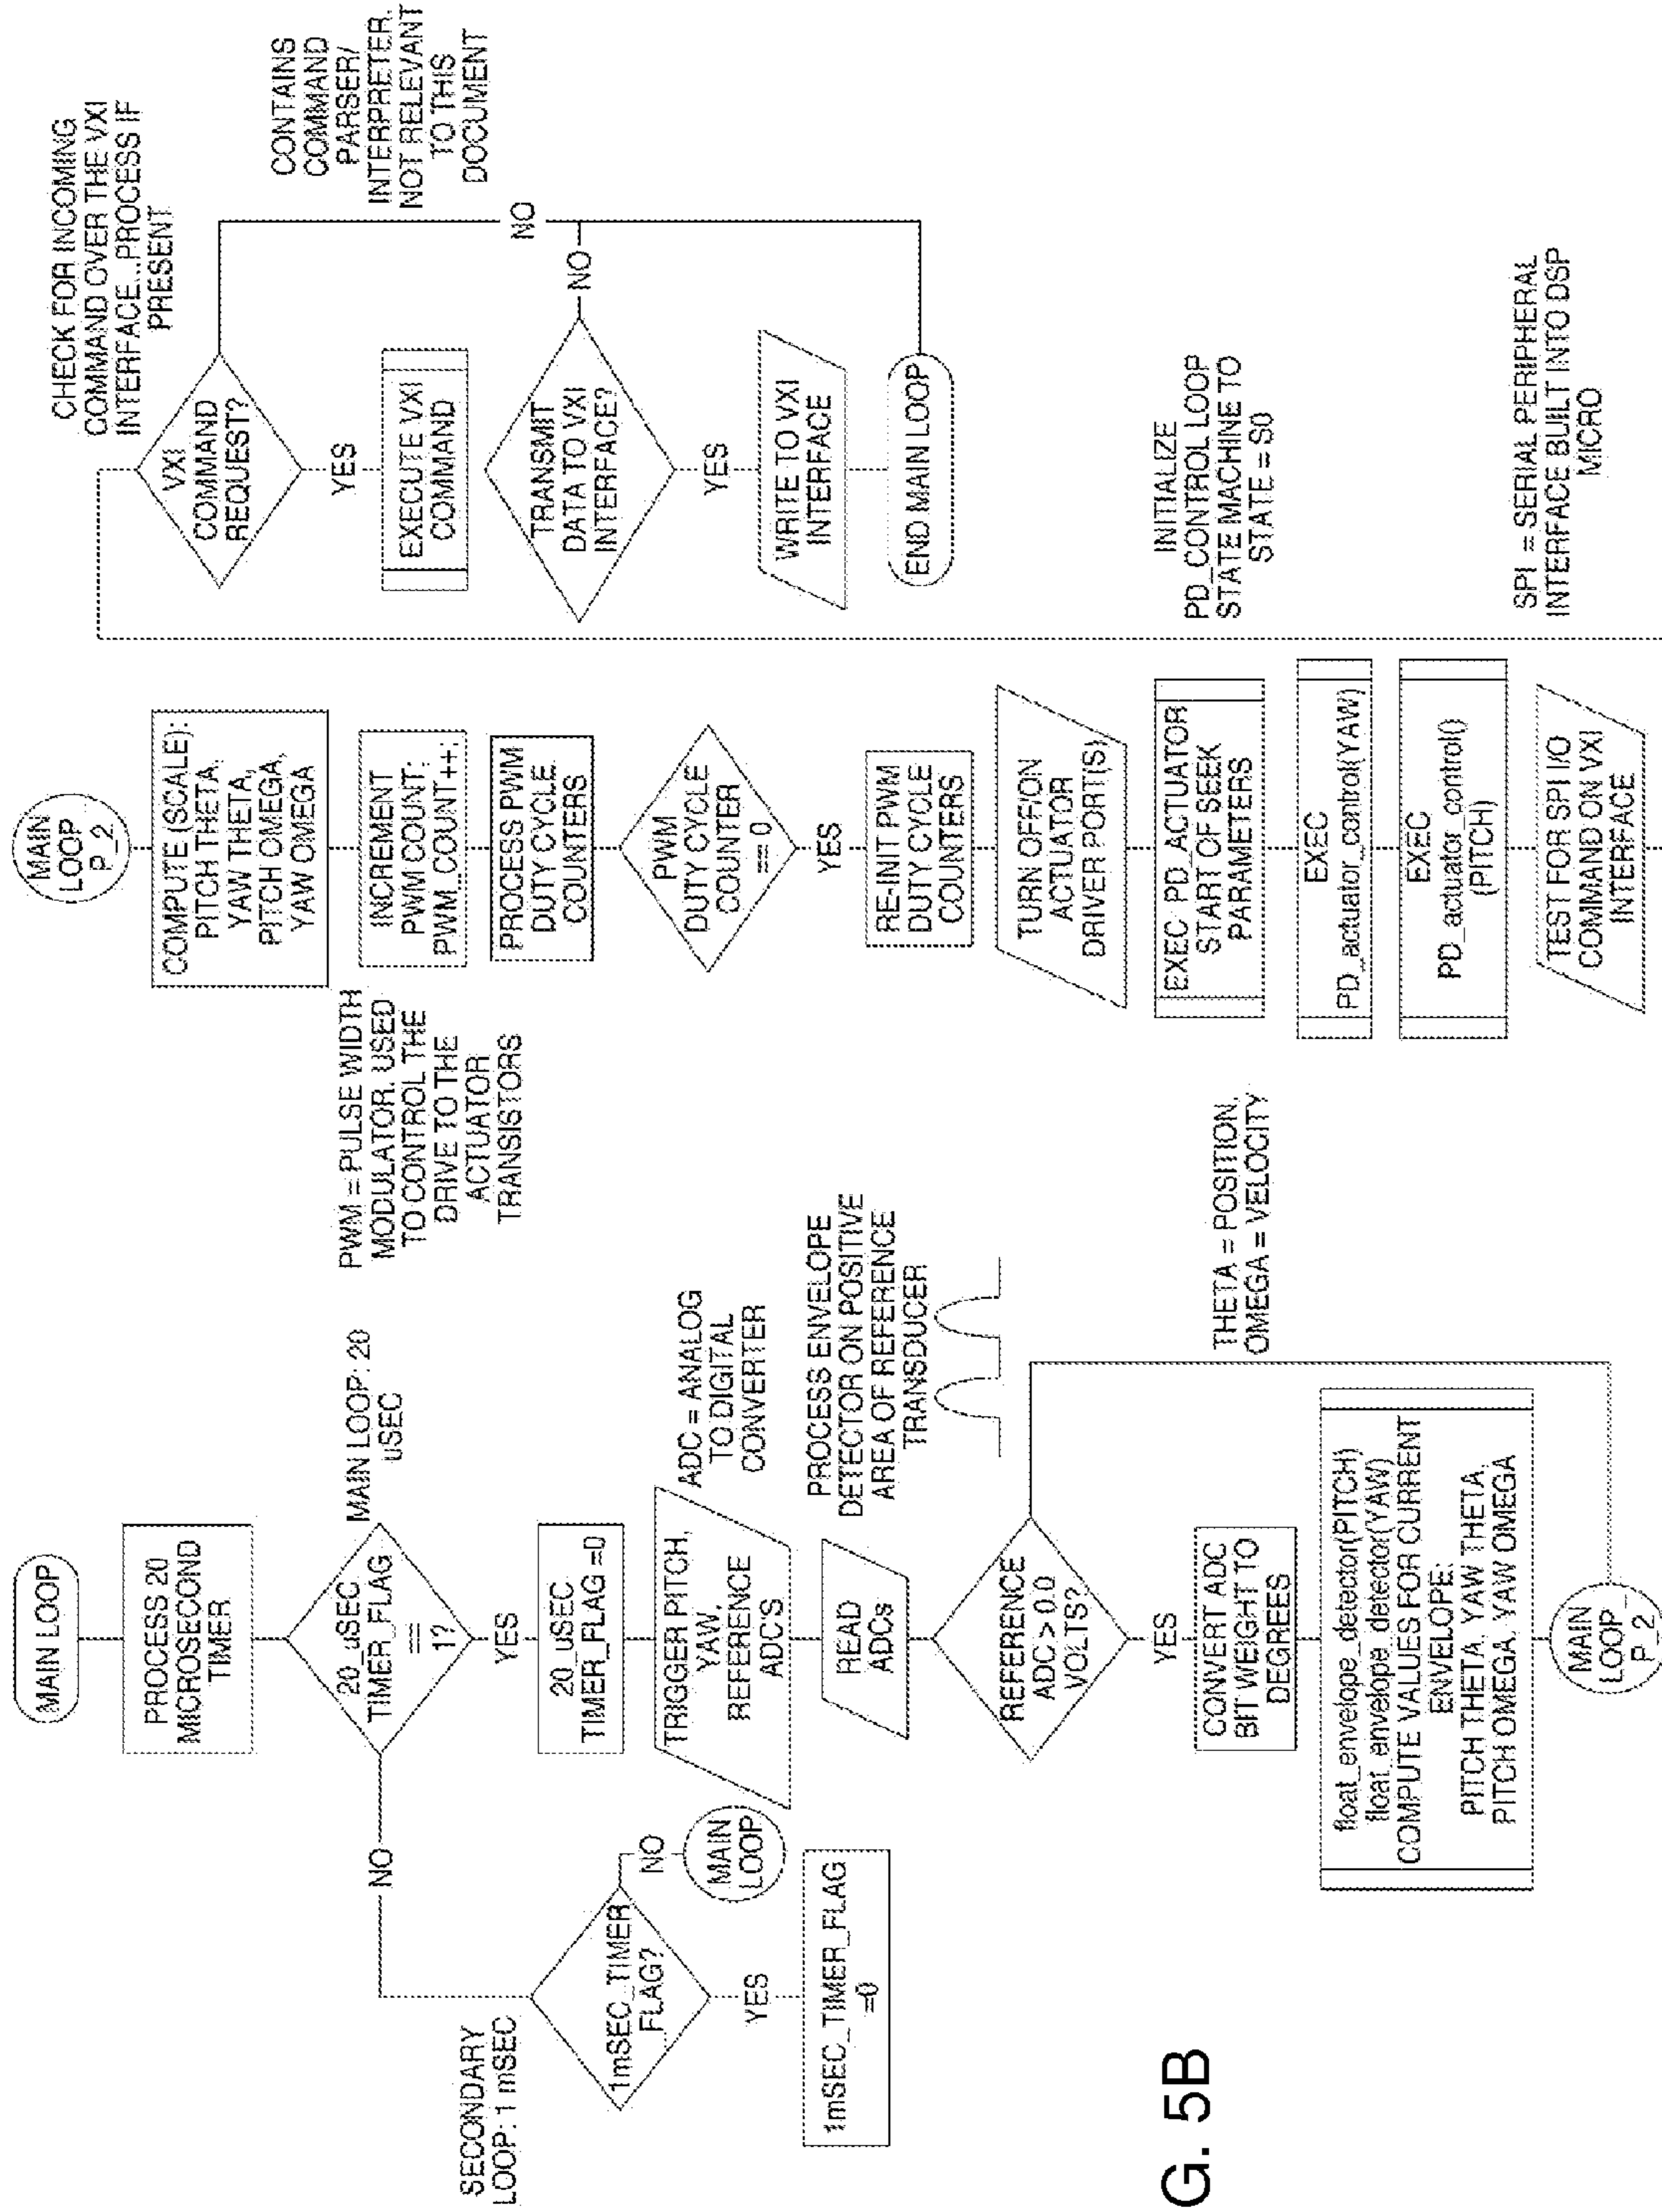 MAIN LOOP
PROCESS 20
MICROSECOND
TIMER
20_uSEC
TIMER_FLAG
==
1?
MAIN LOOP: 20
uSEC
NO
YES
SECONDARY
LOOP: 1 mSEC
1mSEC_TIMER
FLAG?
NO
MAIN
LOOP
YES
1mSEC_TIMER_FLAG
=0
20_uSEC
TIMER_FLAG =0
TRIGGER PITCH,
YAW,
REFERENCE
ADC'S
ADC = ANALOG
TO DIGITAL
CONVERTER
READ
ADCs
PROCESS ENVELOPE
DETECTOR ON POSITIVE
AREA OF REFERENCE
TRANSDUCER
REFERENCE
ADC > 0.0
VOLTS?
YES
CONVERT ADC
BIT WEIGHT TO
DEGREES
THETA = POSITION,
OMEGA = VELOCITY
float_envelope_detector(PITCH)
float_envelope_detector(YAW)
COMPUTE VALUES FOR CURRENT
ENVELOPE:
PITCH THETA, YAW THETA,
PITCH OMEGA, YAW OMEGA
MAIN
LOOP
P_2
MAIN
LOOP
P_2
COMPUTE (SCALE):
PITCH THETA,
YAW THETA,
PITCH OMEGA,
YAW OMEGA
PWM = PULSE WIDTH
MODULATOR. USED
TO CONTROL THE
DRIVE TO THE
ACTUATOR
TRANSISTORS
INCREMENT
PWM COUNT:
PWM_COUNT++;
PROCESS PWM
DUTY CYCLE
COUNTERS
PWM
DUTY CYCLE
COUNTER
== 0
YES
RE-INIT PWM
DUTY CYCLE
COUNTERS
TURN OFF/ON
ACTUATOR
DRIVER PORT(S)
EXEC PD_ACTUATOR
START OF SEEK
PARAMETERS
INITIALIZE
PD_CONTROL LOOP
STATE MACHINE TO
STATE = S0
EXEC
PD_actuator_control(YAW)
EXEC
PD_actuator_control()
(PITCH)
TEST FOR SPI I/O
COMMAND ON VXI
INTERFACE
SPI = SERIAL PERIPHERAL
INTERFACE BUILT INTO DSP
MICRO
CHECK FOR INCOMING
COMMAND OVER THE VXI
INTERFACE...PROCESS IF
PRESENT
VXI
COMMAND
REQUEST?
YES
NO
EXECUTE VXI
COMMAND
CONTAINS
COMMAND
PARSER/
INTERPRETER.
NOT RELEVANT
TO THIS
DOCUMENT
TRANSMIT
DATA TO VXI
INTERFACE?
NO
YES
WRITE TO VXI
INTERFACE
END MAIN LOOP
G. 5B